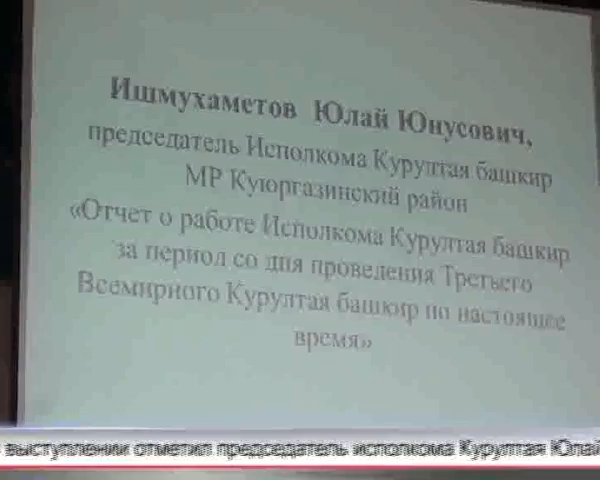 Ишмухаметов Юлай Юнусович,
председатель Исполкома Курултая башкир
МР Куюргазинский район
«Отчет о работе Исполкома Курултая башкир
за период со дня проведения Третьего
Всемирного Курултая башкир по настоящее
время»
выступлении отметил председатель исполкома Курултая Юлай